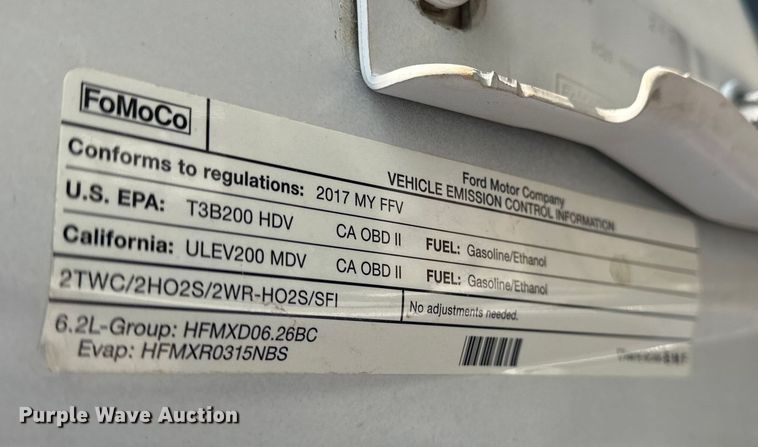 FoMoCo
Ford Motor Company
VEHICLE EMISSION CONTROL INFORMATION
Conforms to regulations: 2017 MY FFV
U.S. EPA: T3B200 HDV CA OBD II FUEL: Gasoline/Ethanol
California: ULEV200 MDV CA OBD II FUEL: Gasoline/Ethanol
2TWC/2HO2S/2WR-HO2S/SFI No adjustments needed.
6.2L-Group: HFMXD06.26BC
Evap: HFMXR0315NBS
Purple Wave Auction